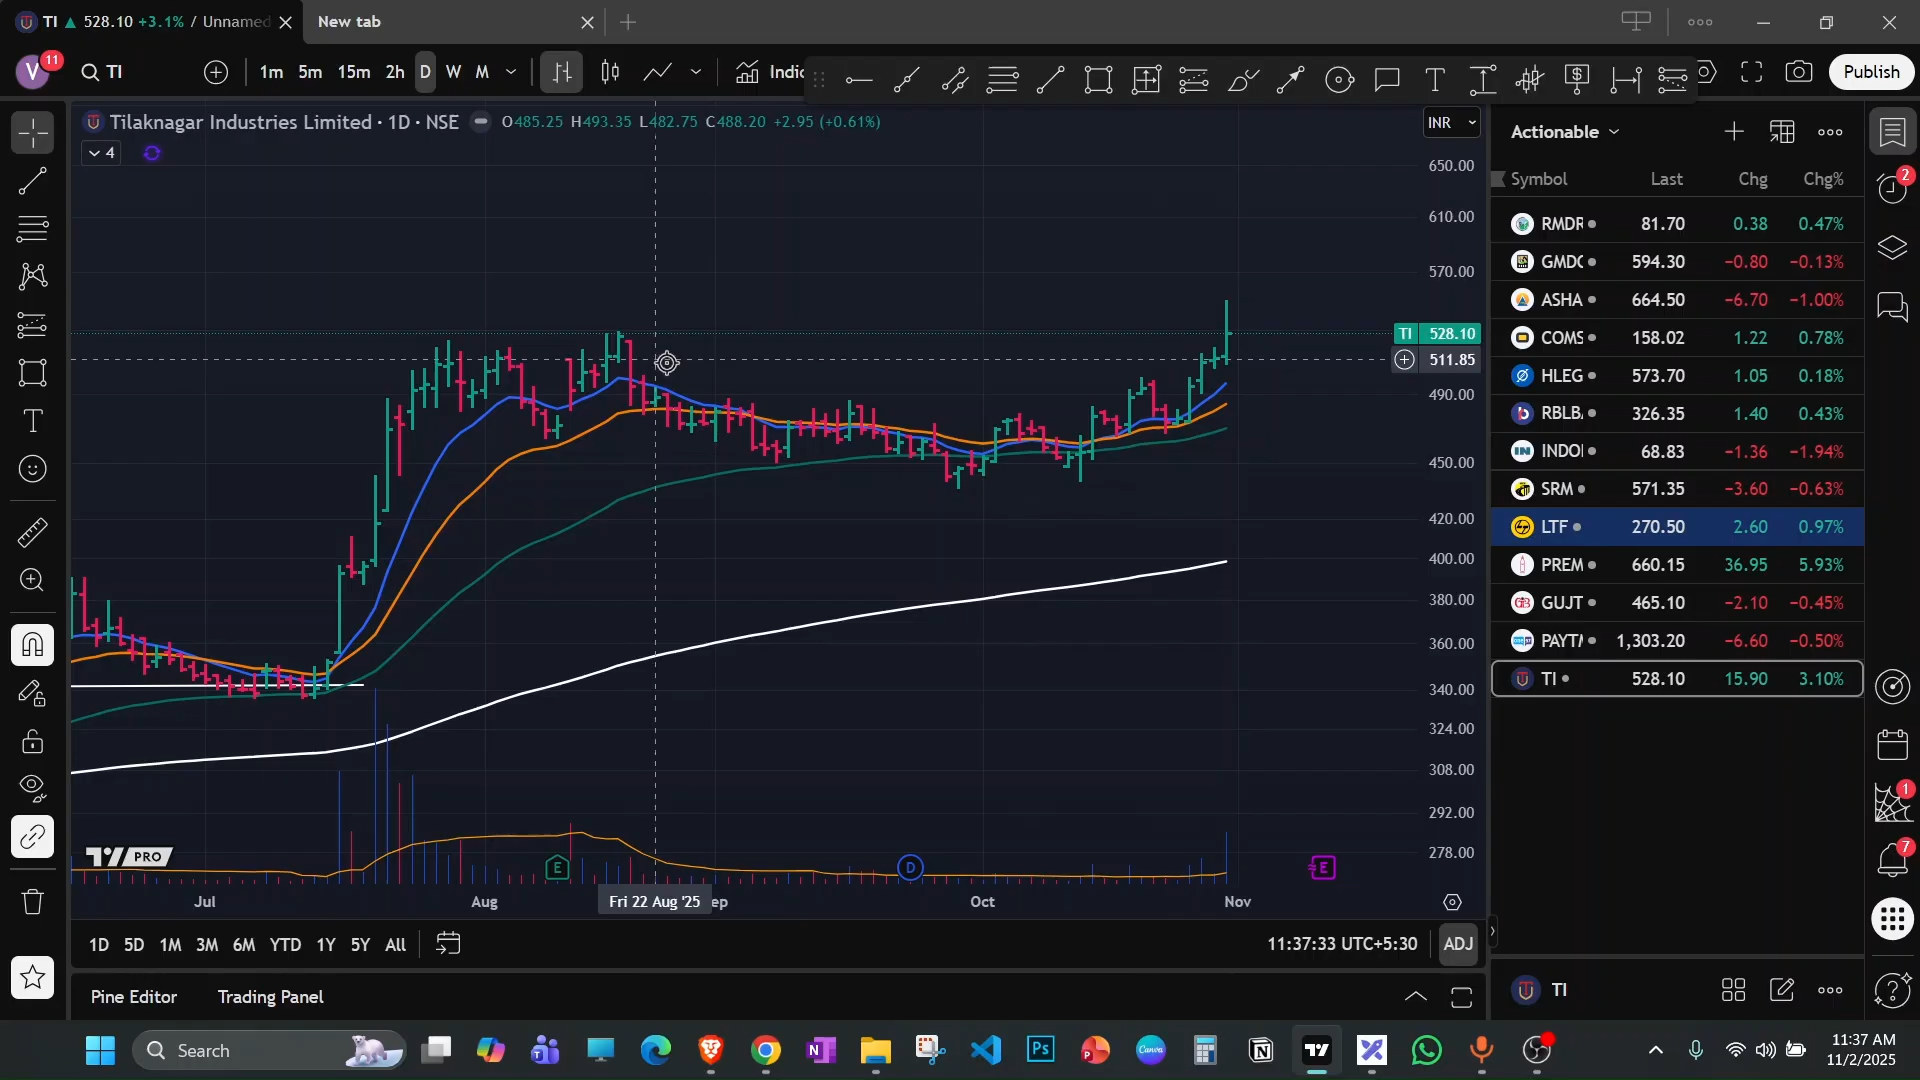 TI ▲ 528.10 +3.1% / Unnamed
New tab
V 11 TI 1m 5m 15m 2h D W M Indic Publish
Tilaknagar Industries Limited · 1D · NSE O485.25 H493.35 L482.75 C488.20 +2.95 (+0.61%)
INR
4
650.00
610.00
570.00
TI 528.10
511.85
490.00
450.00
420.00
400.00
380.00
360.00
340.00
324.00
308.00
292.00
278.00
PRO
E D E
Jul Aug Fri 22 Aug '25 ep Oct Nov
1D 5D 1M 3M 6M YTD 1Y 5Y All 11:37:33 UTC+5:30 ADJ
Pine Editor Trading Panel
Actionable
Symbol Last Chg Chg%
RMDR 81.70 0.38 0.47%
GMDC 594.30 −0.80 −0.13%
ASHA 664.50 −6.70 −1.00%
COMS 158.02 1.22 0.78%
HLEG 573.70 1.05 0.18%
RBLB 326.35 1.40 0.43%
INDOI 68.83 −1.36 −1.94%
SRM 571.35 −3.60 −0.63%
LTF 270.50 2.60 0.97%
PREM 660.15 36.95 5.93%
GUJT 465.10 −2.10 −0.45%
PAYTM 1,303.20 −6.60 −0.50%
TI 528.10 15.90 3.10%
TI
2
1
7
Search
11:37 AM
11/2/2025